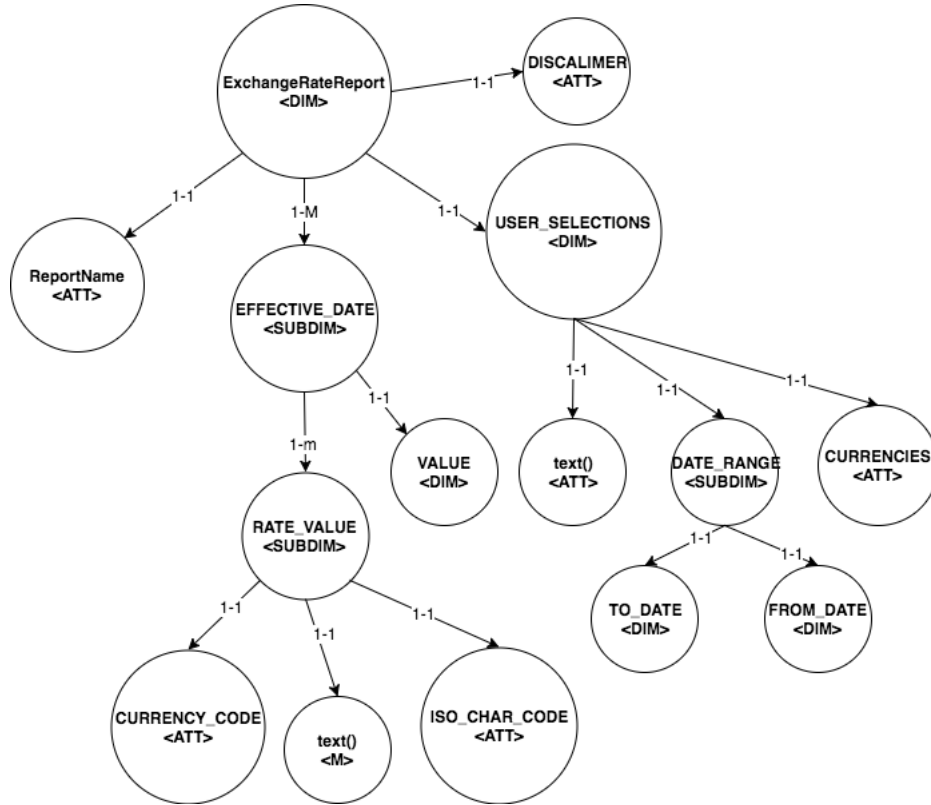 DISCALIMER
<ATT>
ExchangeRateReport
<DIM>
1-1
1-1
1-M
1-1
USER_SELECTIONS
<DIM>
ReportName
<ATT>
EFFECTIVE_DATE
<SUBDIM>
1-1
1-1
1-1
1-1
1-m
VALUE
<DIM>
text()
<ATT>
DATE_RANGE
<SUBDIM>
CURRENCIES
<ATT>
RATE_VALUE
<SUBDIM>
1-1
1-1
1-1
1-1
1-1
TO_DATE
<DIM>
FROM_DATE
<DIM>
CURRENCY_CODE
<ATT>
text()
<M>
ISO_CHAR_CODE
<ATT>